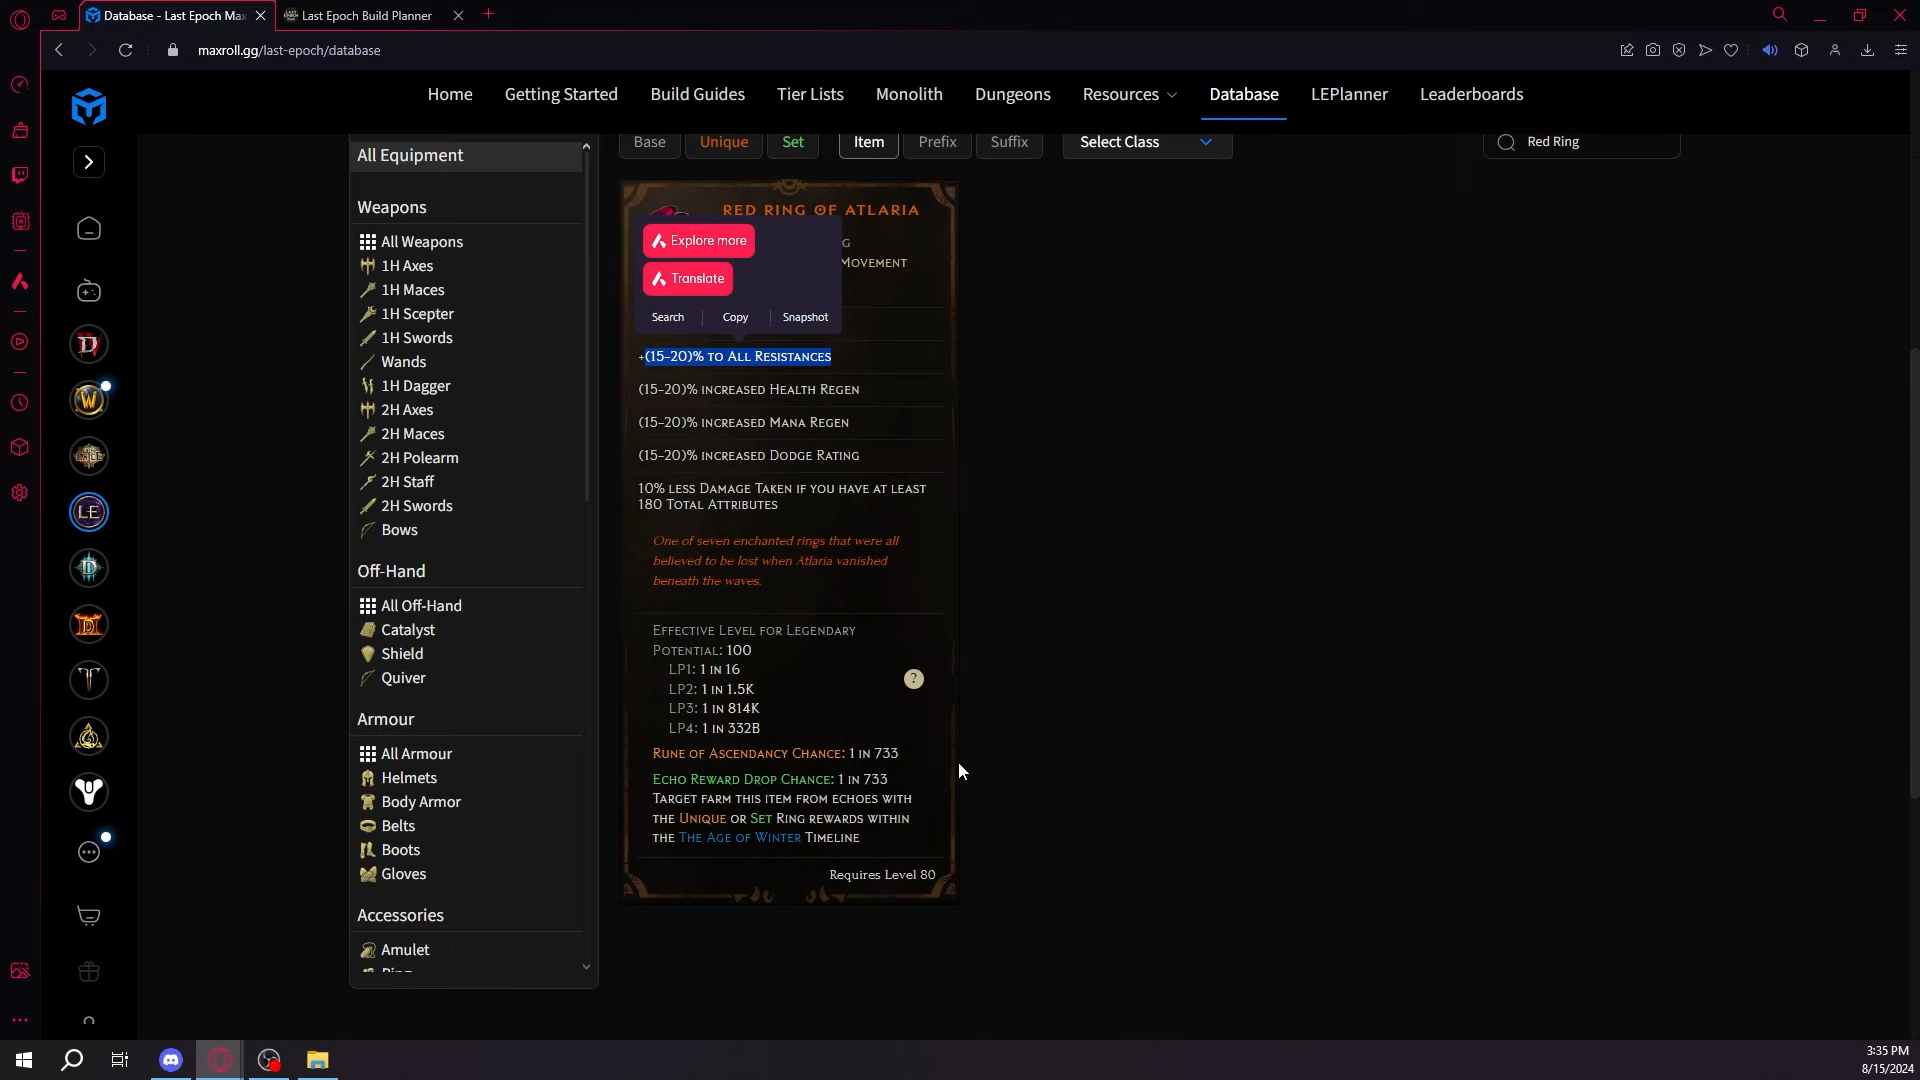 Database - Last Epoch Max
Last Epoch Build Planner
maxroll.gg/last-epoch/database
Home
Getting Started
Build Guides
Tier Lists
Monolith
Dungeons
Resources
Database
LEPlanner
Leaderboards
Base
Unique
Set
Item
Prefix
Suffix
Select Class
Red Ring
All Equipment
Weapons
All Weapons
1H Axes
1H Maces
1H Scepter
1H Swords
Wands
1H Dagger
2H Axes
2H Maces
2H Polearm
2H Staff
2H Swords
Bows
Off-Hand
All Off-Hand
Catalyst
Shield
Quiver
Armour
All Armour
Helmets
Body Armor
Belts
Boots
Gloves
Accessories
Amulet
Ring
RED RING OF ATLARIA
G
MOVEMENT
Explore more
Translate
Search
Copy
Snapshot
+(15-20)% TO ALL RESISTANCES
(15-20)% INCREASED HEALTH REGEN
(15-20)% INCREASED MANA REGEN
(15-20)% INCREASED DODGE RATING
10% LESS DAMAGE TAKEN IF YOU HAVE AT LEAST
180 TOTAL ATTRIBUTES
One of seven enchanted rings that were all
believed to be lost when Atlaria vanished
beneath the waves.
EFFECTIVE LEVEL FOR LEGENDARY
POTENTIAL: 100
LP1: 1 IN 16
LP2: 1 IN 1.5K
LP3: 1 IN 814K
LP4: 1 IN 332B
?
RUNE OF ASCENDANCY CHANCE: 1 IN 733
ECHO REWARD DROP CHANCE: 1 IN 733
TARGET FARM THIS ITEM FROM ECHOES WITH
THE UNIQUE OR SET RING REWARDS WITHIN
THE THE AGE OF WINTER TIMELINE
Requires Level 80
LE
3:35 PM
8/15/2024